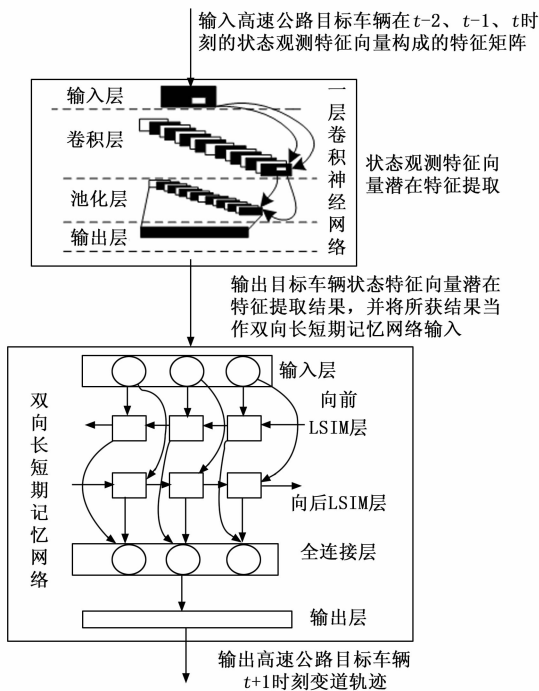 输入高速公路目标车辆在t-2、t-1、t时
刻的状态观测特征向量构成的特征矩阵
输入层
卷积层
池化层
输出层
一层卷积神经网络
状态观测特征向
量潜在特征提取
输出目标车辆状态特征向量潜在
特征提取结果，并将所获结果当
作双向长短期记忆网络输入
双向长短期记忆网络
输入层
向前
LSIM层
向后LSIM层
全连接层
输出层
输出高速公路目标车辆
t+1时刻变道轨迹